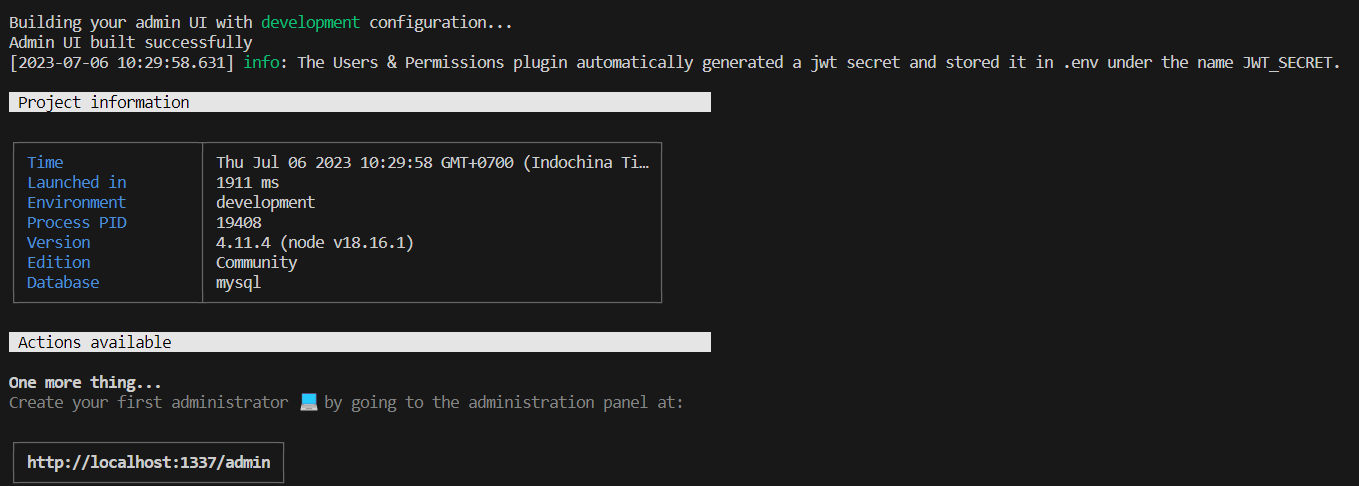 Building your admin UI with development configuration...
Admin UI built successfully
[2023-07-06 10:29:58.631] info: The Users & Permissions plugin automatically generated a jwt secret and stored it in .env under the name JWT_SECRET.
Project information
Time Thu Jul 06 2023 10:29:58 GMT+0700 (Indochina Ti…
Launched in 1911 ms
Environment development
Process PID 19408
Version 4.11.4 (node v18.16.1)
Edition Community
Database mysql
Actions available
One more thing...
Create your first administrator 💻 by going to the administration panel at:
http://localhost:1337/admin